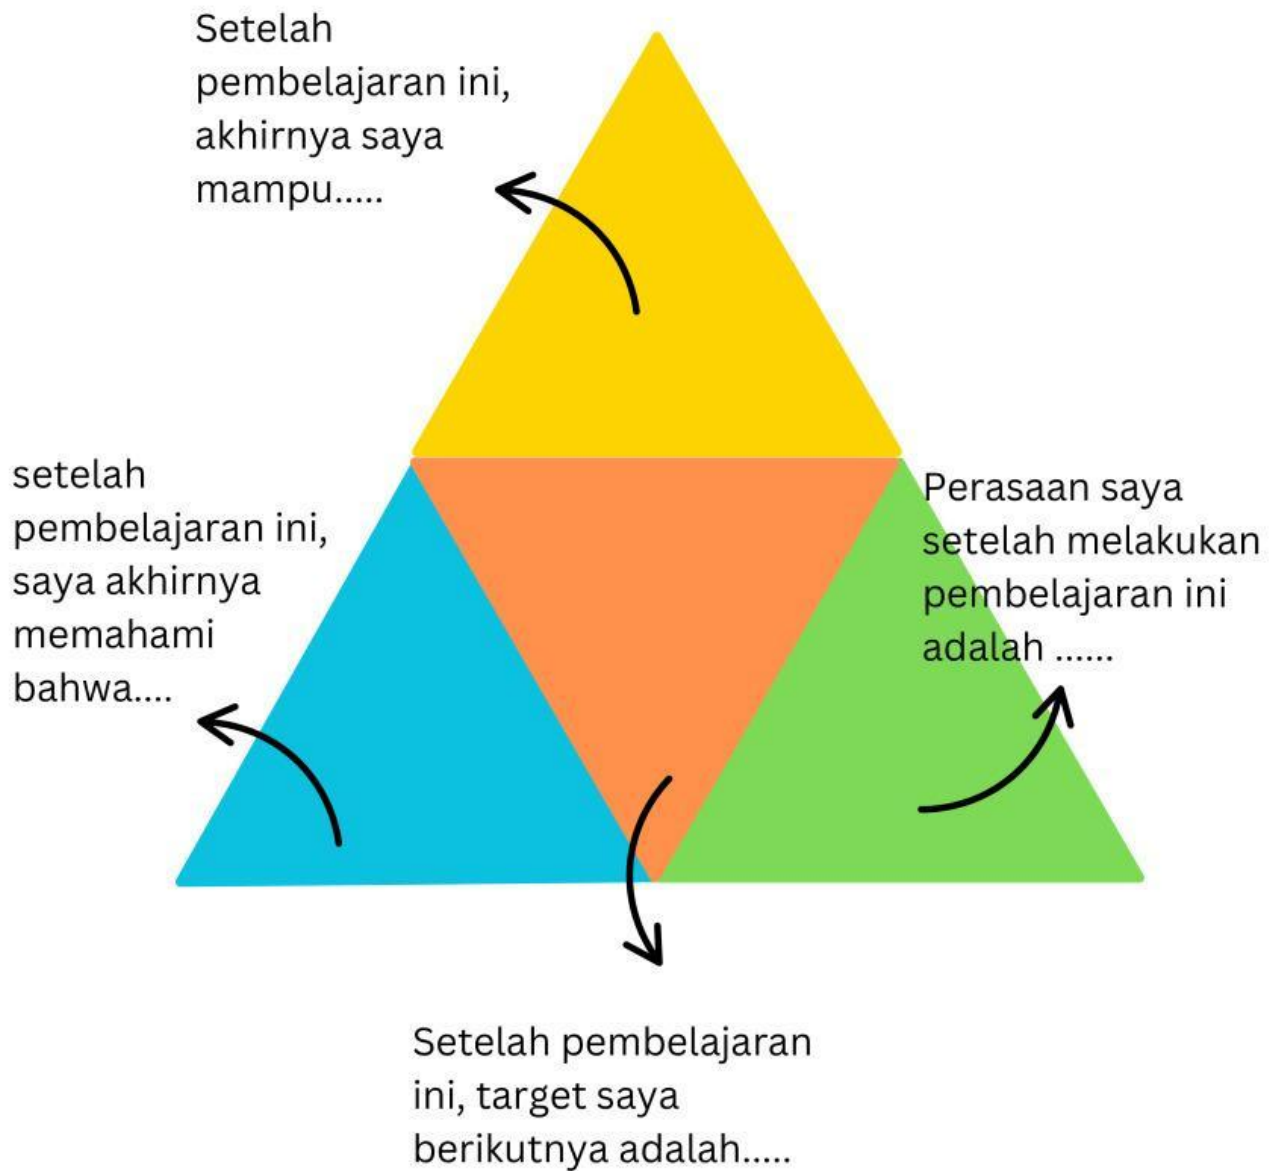 Setelah
pembelajaran ini,
akhirnya saya
mampu.....
setelah
pembelajaran ini,
saya akhirnya
memahami
bahwa....
Perasaan saya
setelah melakukan
pembelajaran ini
adalah ......
Setelah pembelajaran
ini, target saya
berikutnya adalah.....